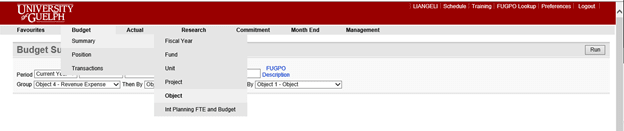 UNIVERSITY
OF GUELPH
LIANGELI | Schedule | Training | FUGPO Lookup | Preferences | Logout |
Favourites Budget Actual Research Commitment Month End Management
Summary Fiscal Year
Budget Su Run
Position Fund
Transactions Unit FUGPO
Period Current Ye Description
Project
Group Object 4 - Revenue Expense Then By Obj By Object 1 - Object
Object
Int Planning FTE and Budget